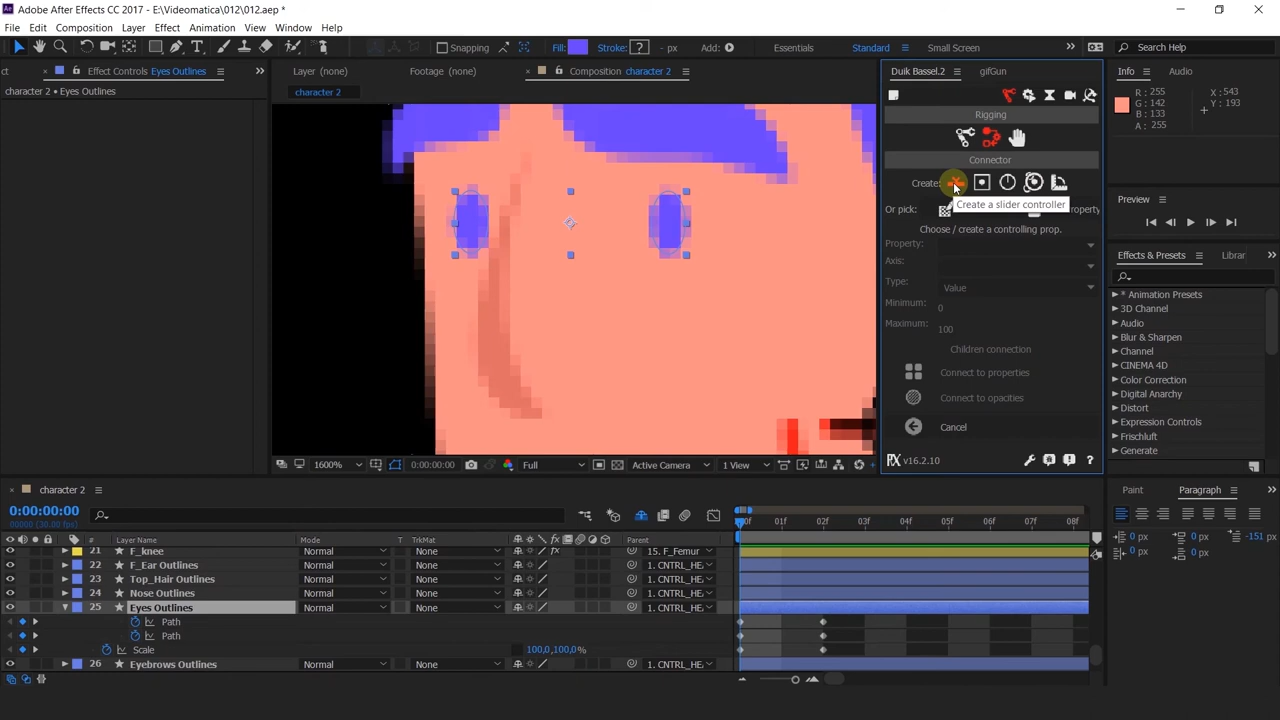 Adobe After Effects CC 2017 - E:\Videomatica\012\012.aep *
File Edit Composition Layer Effect Animation View Window Help
Snapping Fill: Stroke: ? - px Add: Essentials Standard Small Screen Search Help
ct Effect Controls Eyes Outlines Layer (none) Footage (none) Composition character 2 Duik Bassel.2 gifGun Info Audio
character 2 • Eyes Outlines character 2
R : 255 X : 543
G : 142 Y : 193
B : 133
A : 255
Rigging
Connector
Create:
Create a slider controller
Or pick: roperty
Choose / create a controlling prop.
Property:
Axis:
Type: Value
Minimum: 0
Maximum: 100
Children connection
Connect to properties
Connect to opacities
Cancel
RX v16.2.10
Preview
Effects & Presets Librar
* Animation Presets
3D Channel
Audio
Blur & Sharpen
Channel
CINEMA 4D
Color Correction
Digital Anarchy
Distort
Expression Controls
Frischluft
Generate
1600% 0:00:00:00 Full Active Camera 1 View
character 2
0:00:00:00
00000 (30.00 fps)
# Layer Name Mode T TrkMat Parent
0f 01f 02f 03f 04f 05f 06f 07f 08f
21 F_knee Normal None 15. F_Femur
22 F_Ear Outlines Normal None 1. CNTRL_HE
23 Top_Hair Outlines Normal None 1. CNTRL_HE
24 Nose Outlines Normal None 1. CNTRL_HE
25 Eyes Outlines Normal None 1. CNTRL_HE
Path
Path
Scale 100,0,100,0%
26 Eyebrows Outlines Normal None 1. CNTRL_HE
Paint Paragraph
0 px 0 px -151 px
0 px 0 px